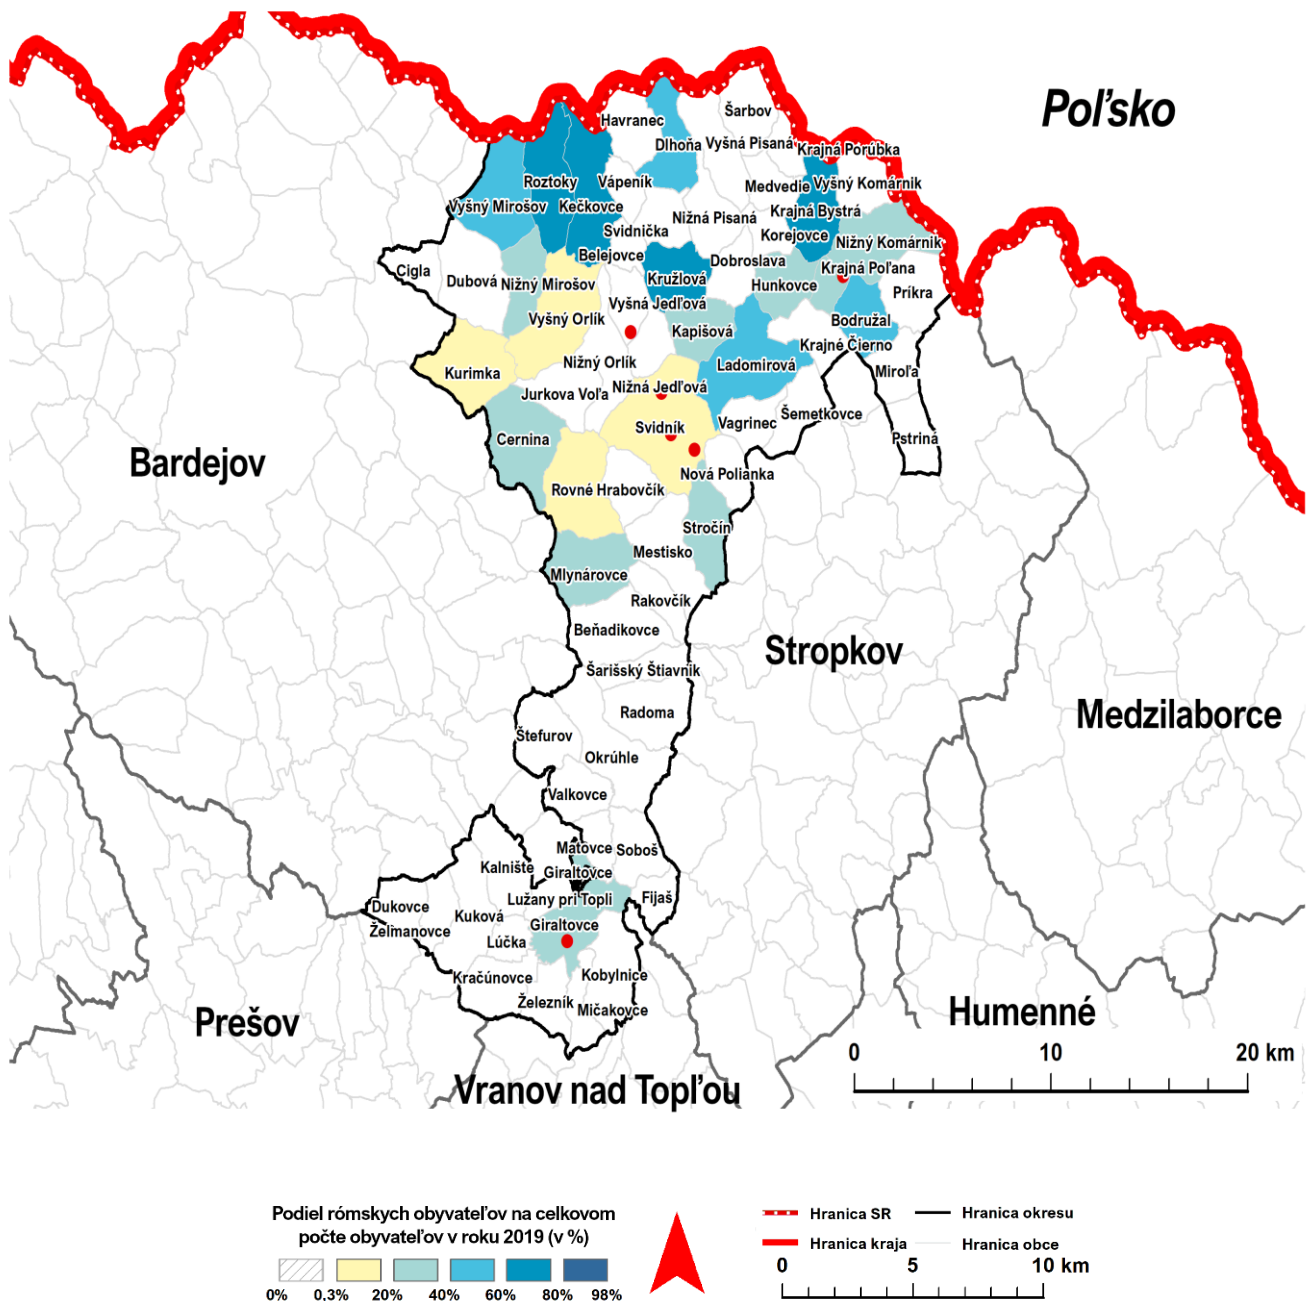 Poľsko
Šarbov
Havranec
Dlhoňa
Vyšná Pisaná
Krajná Porúbka
Roztoky
Vápeník
Medvedie
Vyšný Komárnik
Vyšný Mirošov
Kečkovce
Nižná Pisaná
Krajná Bystrá
Svidnička
Korejovce
Nižný Komárnik
Belejovce
Dobroslava
Cigla
Krajná Poľana
Dubová
Nižný Mirošov
Kružlová
Hunkovce
Príkra
Vyšná Jedľová
Vyšný Orlík
Kapišová
Bodružal
Krajné Čierno
Nižný Orlík
Ladomirová
Kurimka
Miroľa
Nižná Jedľová
Jurkova Voľa
Šemetkovce
Vagrinec
Svidník
Cernina
Pstriná
Bardejov
Nová Polianka
Rovné
Hrabovčík
Stročín
Mestisko
Mlynárovce
Rakovčík
Beňadikovce
Stropkov
Šarišský Štiavnik
Radoma
Medzilaborce
Štefurov
Okrúhle
Valkovce
Matovce
Soboš
Kalnište
Giraltovce
Lužany pri Topli
Fijaš
Dukovce
Kuková
Giraltovce
Želmanovce
Lúčka
Kračúnovce
Kobylnice
Železník
Mičakovce
Prešov
Humenné
Vranov nad Topľou
0 10 20 km
Podiel rómskych obyvateľov na celkovom
počte obyvateľov v roku 2019 (v %)
0% 0,3% 20% 40% 60% 80% 98%
Hranica SR
Hranica okresu
Hranica kraja
Hranica obce
0 5 10 km